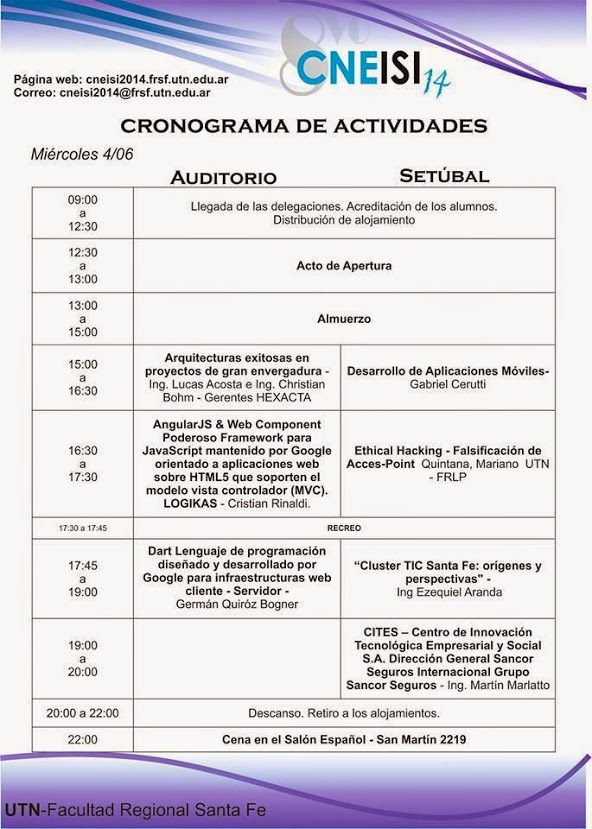 8vo
CNEISI
14
Página web: cneisi2014.frsf.utn.edu.ar
Correo: cneisi2014@frsf.utn.edu.ar
CRONOGRAMA DE ACTIVIDADES
Miércoles 4/06
AUDITORIO
SETÚBAL
09:00
a
12:30
Llegada de las delegaciones. Acreditación de los alumnos.
Distribución de alojamiento
12:30
a
13:00
Acto de Apertura
13:00
a
15:00
Almuerzo
15:00
a
16:30
Arquitecturas exitosas en
proyectos de gran envergadura -
Ing. Lucas Acosta e Ing. Christian
Bohm - Gerentes HEXACTA
Desarrollo de Aplicaciones Móviles-
Gabriel Cerutti
16:30
a
17:30
AngularJS & Web Component
Poderoso Framework para
JavaScript mantenido por Google
orientado a aplicaciones web
sobre HTML5 que soporten el
modelo vista controlador (MVC).
LOGIKAS - Cristian Rinaldi.
Ethical Hacking - Falsificación de
Acces-Point Quintana, Mariano UTN
- FRLP
17:30 a 17:45
RECREO
17:45
a
19:00
Dart Lenguaje de programación
diseñado y desarrollado por
Google para infraestructuras web
cliente - Servidor -
Germán Quiróz Bogner
“Cluster TIC Santa Fe: orígenes y
perspectivas" -
Ing Ezequiel Aranda
19:00
a
20:00
CITES – Centro de Innovación
Tecnológica Empresarial y Social
S.A. Dirección General Sancor
Seguros Internacional Grupo
Sancor Seguros - Ing. Martín Marlatto
20:00 a 22:00
Descanso. Retiro a los alojamientos.
22:00
Cena en el Salón Español - San Martín 2219
UTN-Facultad Regional Santa Fe